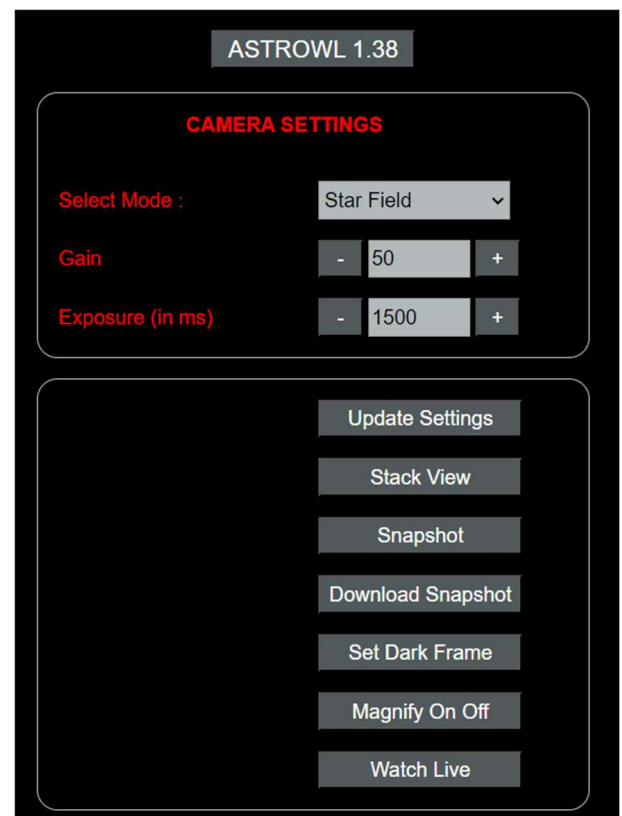 ASTROWL 1.38
CAMERA SETTINGS
Select Mode : Star Field
Gain - 50 +
Exposure (in ms) - 1500 +
Update Settings
Stack View
Snapshot
Download Snapshot
Set Dark Frame
Magnify On Off
Watch Live